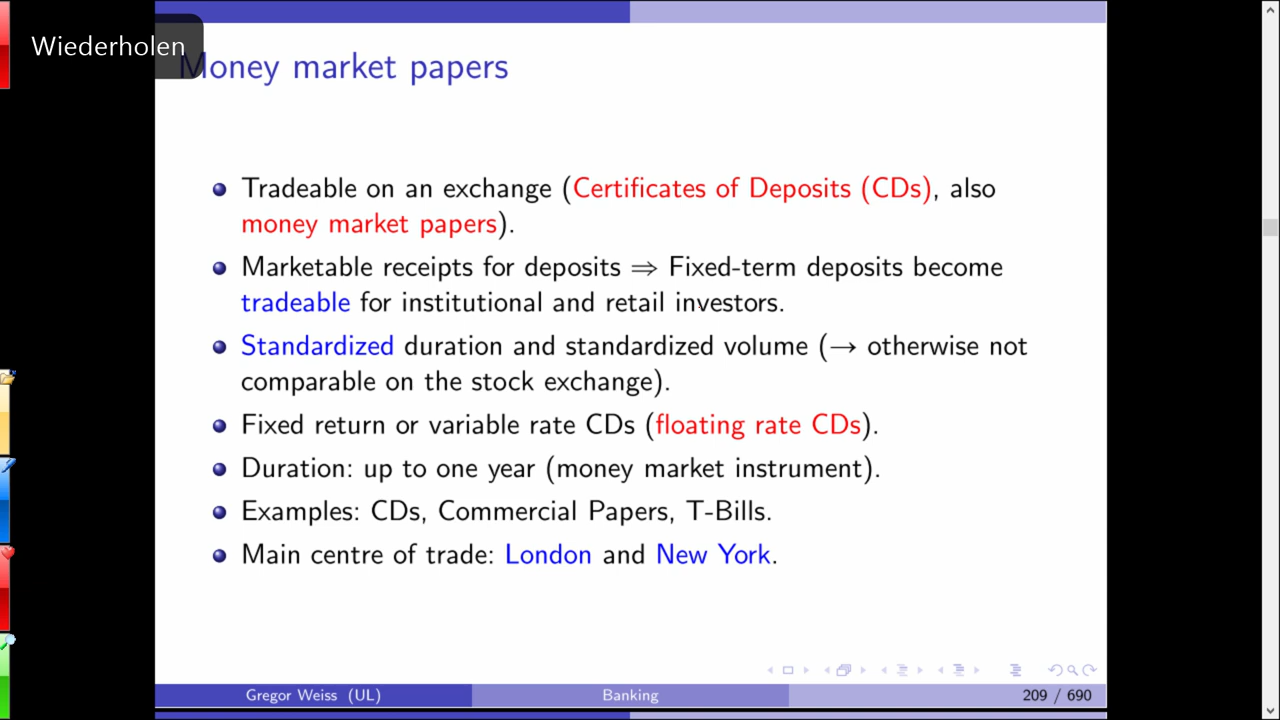 Wiederholen
Money market papers
Tradeable on an exchange (Certificates of Deposits (CDs), also
money market papers).
Marketable receipts for deposits ⇒ Fixed-term deposits become
tradeable for institutional and retail investors.
Standardized duration and standardized volume (→ otherwise not
comparable on the stock exchange).
Fixed return or variable rate CDs (floating rate CDs).
Duration: up to one year (money market instrument).
Examples: CDs, Commercial Papers, T-Bills.
Main centre of trade: London and New York.
Gregor Weiss (UL) Banking 209 / 690